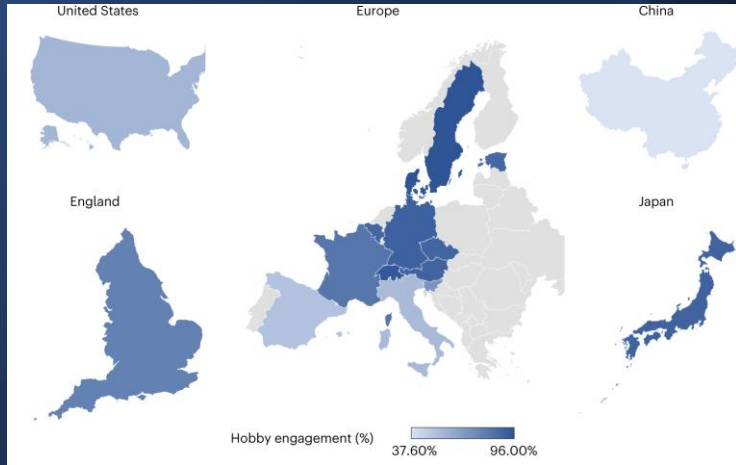 United States
Europe
China
England
Japan
Hobby engagement (%)
37.60%
96.00%